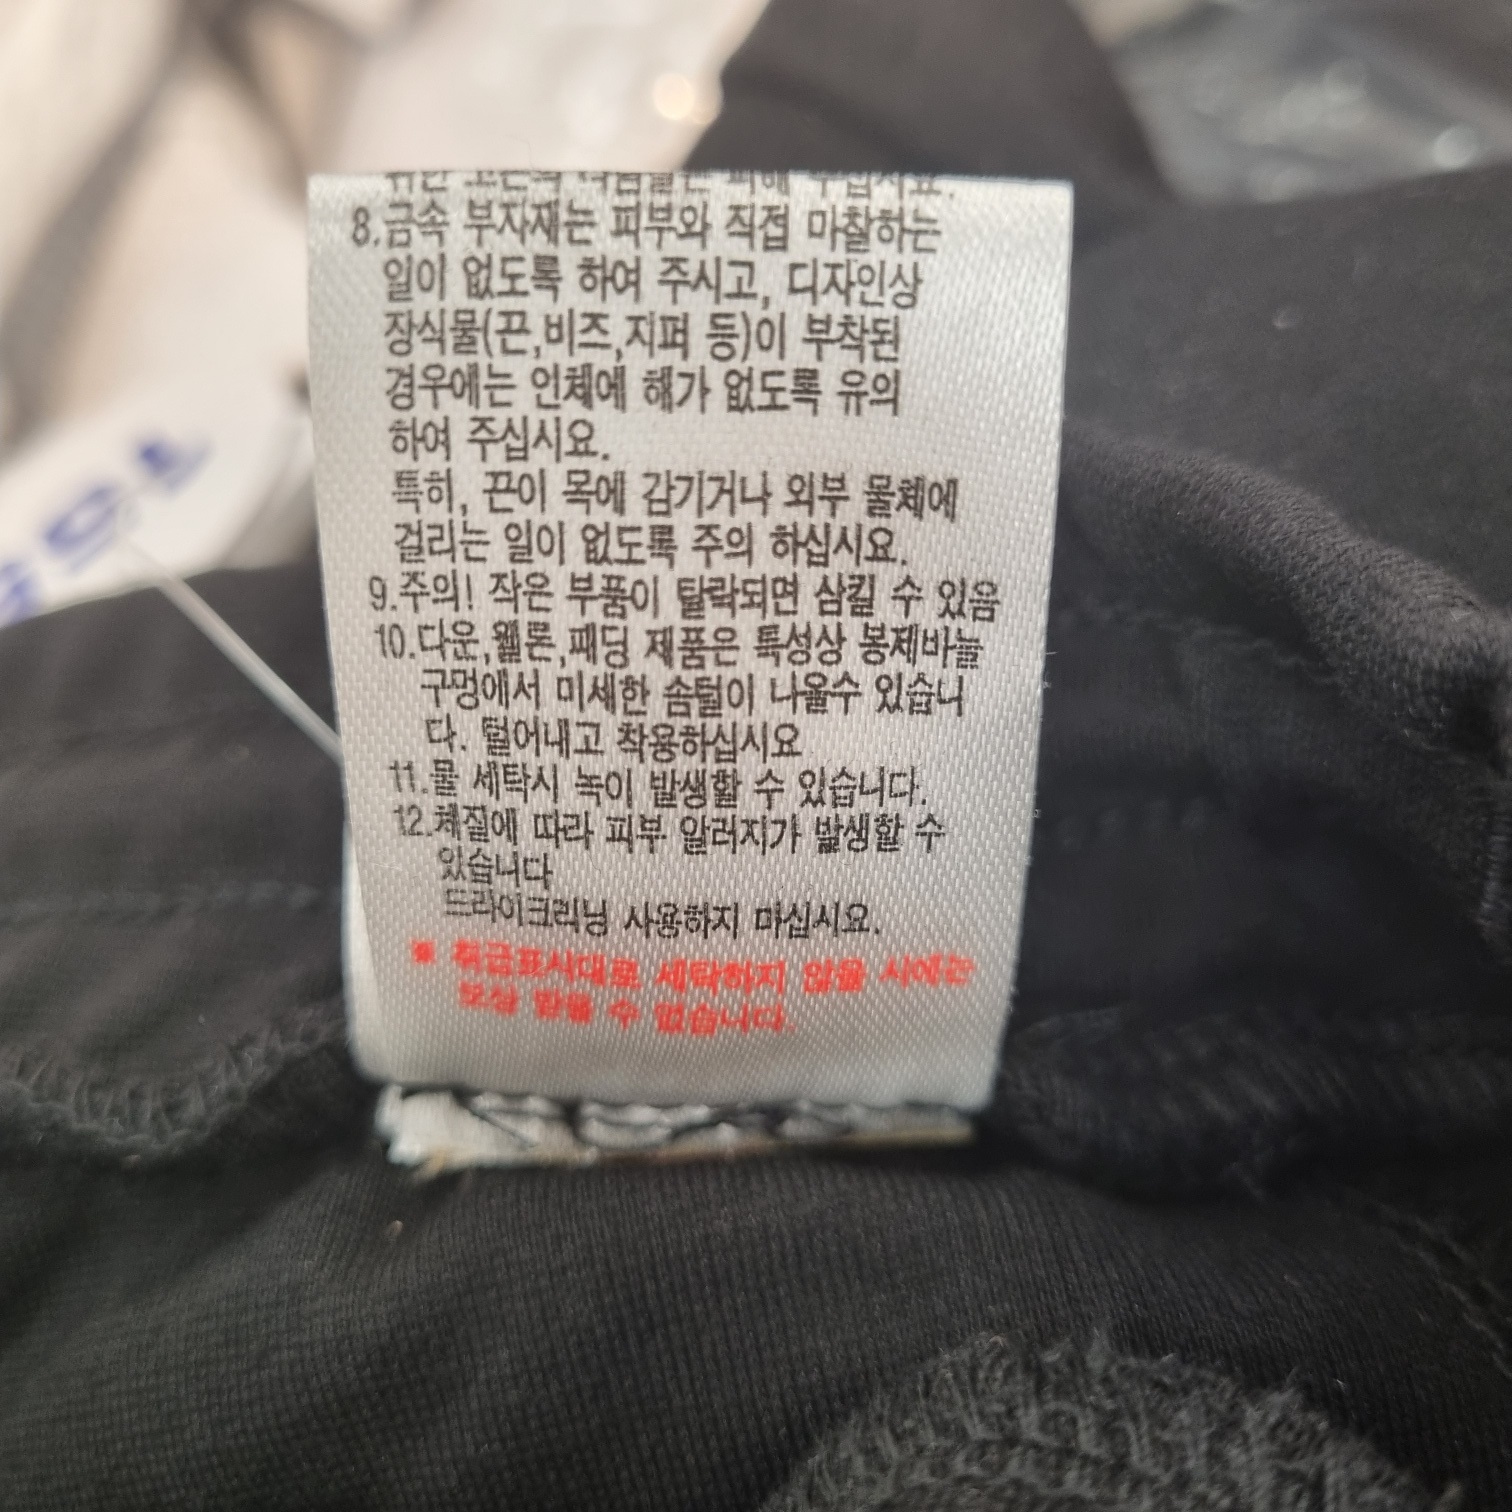 8.금속 부자재는 피부와 직접 마찰하는
일이 없도록 하여 주시고, 디자인상
장식물(끈,비즈,지퍼 등)이 부착된
경우에는 인체에 해가 없도록 유의
하여 주십시요.
특히, 끈이 목에 감기거나 외부 물체에
걸리는 일이 없도록 주의 하십시요.
9.주의! 작은 부품이 탈락되면 삼킬 수 있음
10.다운,웰론,패딩 제품은 특성상 봉제바늘
구멍에서 미세한 솜털이 나올수 있습니
다. 털어내고 착용하십시요
11.물 세탁시 녹이 발생할 수 있습니다.
12.체질에 따라 피부 알러지가 발생할 수
있습니다
드라이크리닝 사용하지 마십시요.
※ 취급표시대로 세탁하지 않을 시에는
보상 받을 수 없습니다.